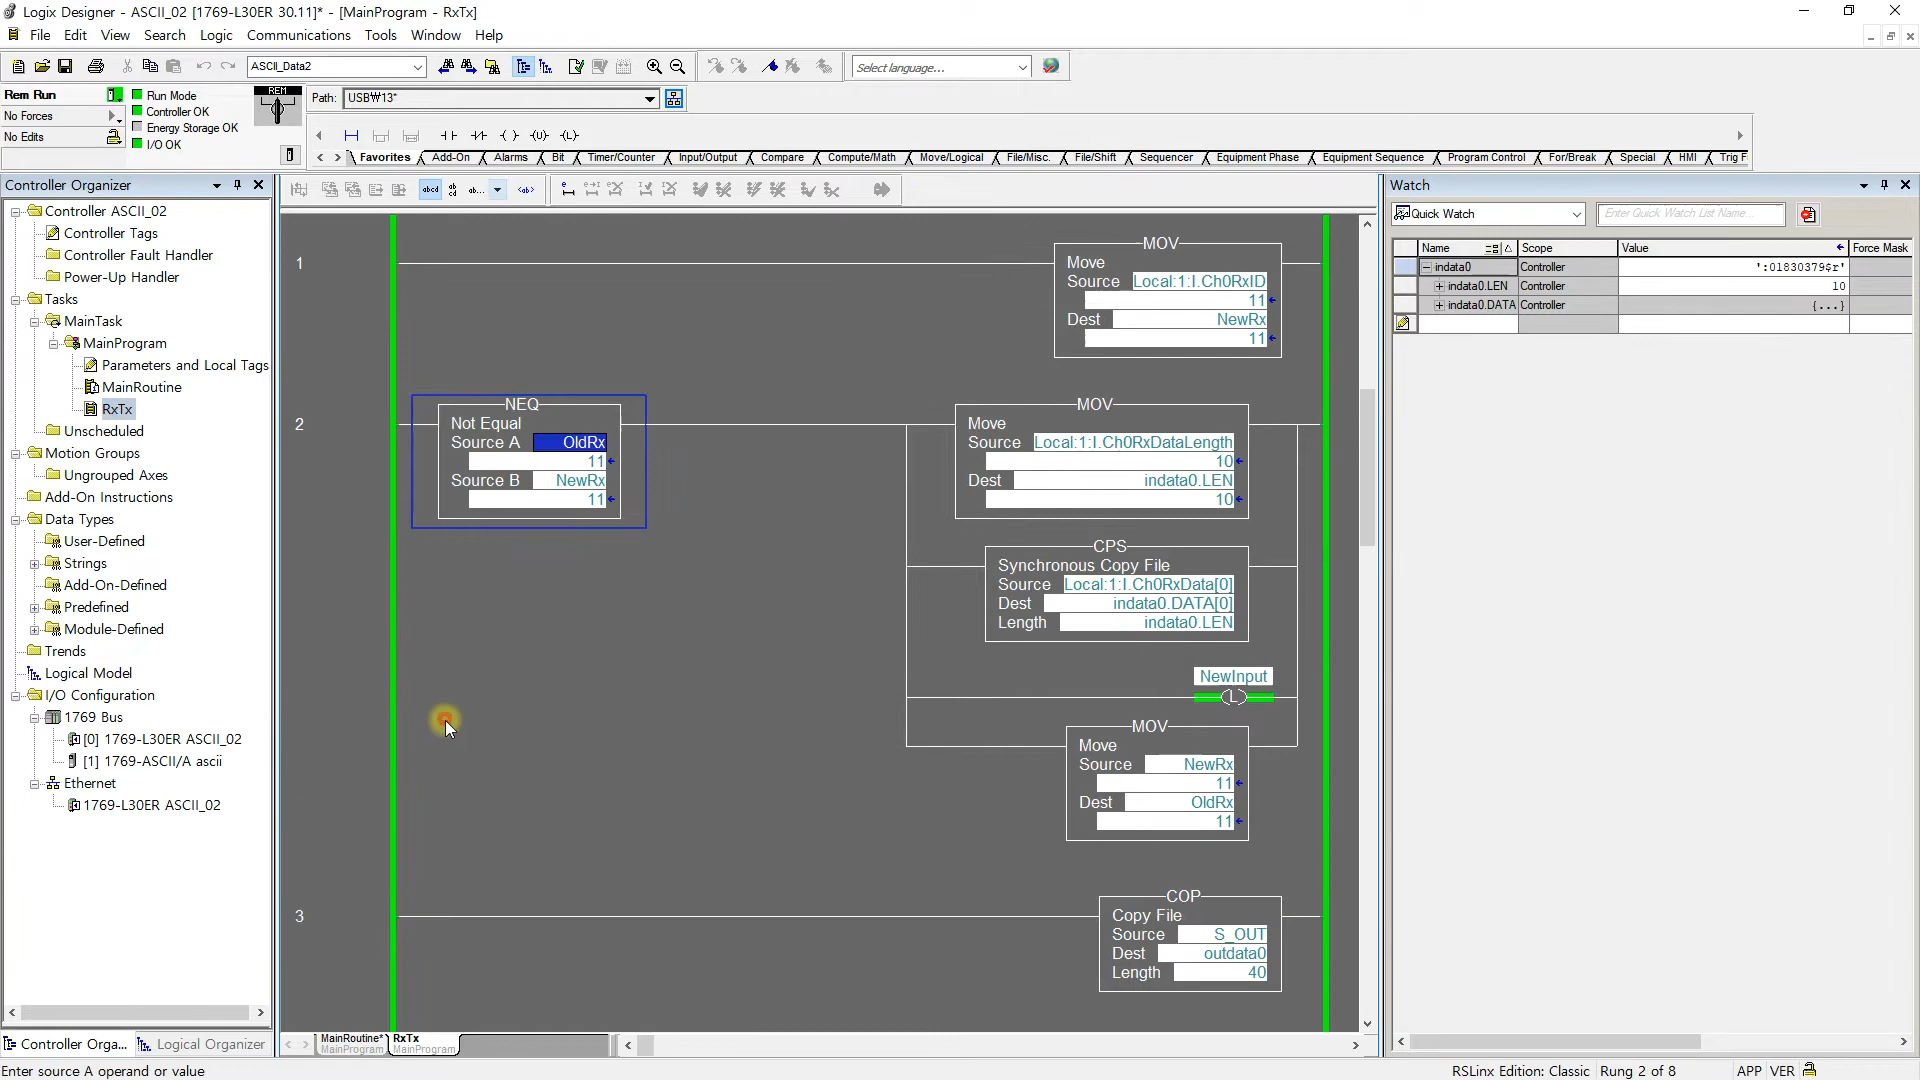 Logix Designer - ASCII_02 [1769-L30ER 30.11]* - [MainProgram - RxTx]
File Edit View Search Logic Communications Tools Window Help
ASCII_Data2
Select language...
Rem Run
No Forces
No Edits
Run Mode
Controller OK
Energy Storage OK
I/O OK
REM
Path: USB₩13*
Favorites Add-On Alarms Bit Timer/Counter Input/Output Compare Compute/Math Move/Logical File/Misc. File/Shift Sequencer Equipment Phase Equipment Sequence Program Control For/Break Special HMI Trig F
Controller Organizer
Controller ASCII_02
Controller Tags
Controller Fault Handler
Power-Up Handler
Tasks
MainTask
MainProgram
Parameters and Local Tags
MainRoutine
RxTx
Unscheduled
Motion Groups
Ungrouped Axes
Add-On Instructions
Data Types
User-Defined
Strings
Add-On-Defined
Predefined
Module-Defined
Trends
Logical Model
I/O Configuration
1769 Bus
[0] 1769-L30ER ASCII_02
[1] 1769-ASCII/A ascii
Ethernet
1769-L30ER ASCII_02
Controller Orga...
Logical Organizer
1
MOV
Move
Source Local:1:I.Ch0RxID
11
Dest NewRx
11
2
NEQ
Not Equal
Source A OldRx
11
Source B NewRx
11
MOV
Move
Source Local:1:I.Ch0RxDataLength
10
Dest indata0.LEN
10
CPS
Synchronous Copy File
Source Local:1:I.Ch0RxData[0]
Dest indata0.DATA[0]
Length indata0.LEN
NewInput
L
MOV
Move
Source NewRx
11
Dest OldRx
11
3
COP
Copy File
Source S_OUT
Dest outdata0
Length 40
MainRoutine*
MainProgram
RxTx
MainProgram
Watch
Quick Watch
Enter Quick Watch List Name...
Name Scope Value Force Mask
indata0 Controller ':01830379$r'
indata0.LEN Controller 10
indata0.DATA Controller {...}
Enter source A operand or value
RSLinx Edition: Classic Rung 2 of 8 APP VER